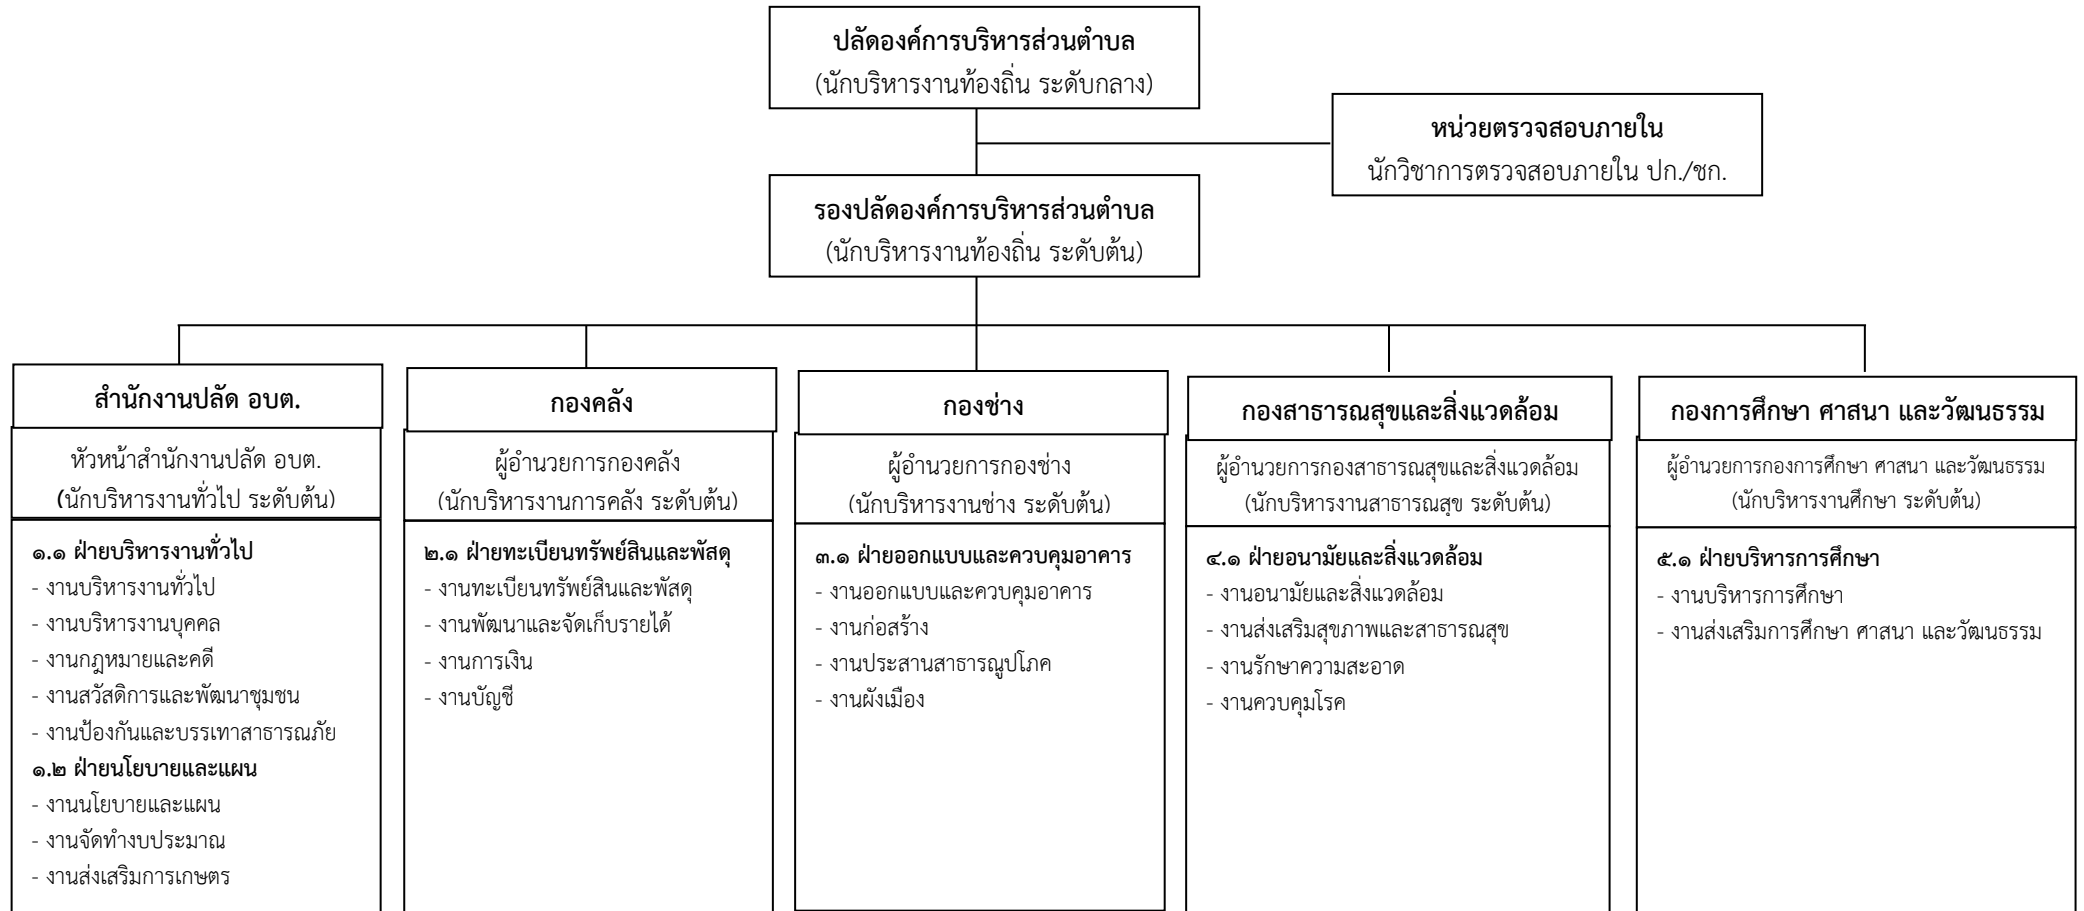 ปลัดองค์การบริหารส่วนตำบล
(นักบริหารงานท้องถิ่น ระดับกลาง)
หน่วยตรวจสอบภายใน
นักวิชาการตรวจสอบภายใน ปก./ชก.
รองปลัดองค์การบริหารส่วนตำบล
(นักบริหารงานท้องถิ่น ระดับต้น)
สำนักงานปลัด อบต.
หัวหน้าสำนักงานปลัด อบต.
(นักบริหารงานทั่วไป ระดับต้น)
๑.๑ ฝ่ายบริหารงานทั่วไป
- งานบริหารงานทั่วไป
- งานบริหารงานบุคคล
- งานกฎหมายและคดี
- งานสวัสดิการและพัฒนาชุมชน
- งานป้องกันและบรรเทาสาธารณภัย
๑.๒ ฝ่ายนโยบายและแผน
- งานนโยบายและแผน
- งานจัดทำงบประมาณ
- งานส่งเสริมการเกษตร
กองคลัง
ผู้อำนวยการกองคลัง
(นักบริหารงานการคลัง ระดับต้น)
๒.๑ ฝ่ายทะเบียนทรัพย์สินและพัสดุ
- งานทะเบียนทรัพย์สินและพัสดุ
- งานพัฒนาและจัดเก็บรายได้
- งานการเงิน
- งานบัญชี
กองช่าง
ผู้อำนวยการกองช่าง
(นักบริหารงานช่าง ระดับต้น)
๓.๑ ฝ่ายออกแบบและควบคุมอาคาร
- งานออกแบบและควบคุมอาคาร
- งานก่อสร้าง
- งานประสานสาธารณูปโภค
- งานผังเมือง
กองสาธารณสุขและสิ่งแวดล้อม
ผู้อำนวยการกองสาธารณสุขและสิ่งแวดล้อม
(นักบริหารงานสาธารณสุข ระดับต้น)
๔.๑ ฝ่ายอนามัยและสิ่งแวดล้อม
- งานอนามัยและสิ่งแวดล้อม
- งานส่งเสริมสุขภาพและสาธารณสุข
- งานรักษาความสะอาด
- งานควบคุมโรค
กองการศึกษา ศาสนา และวัฒนธรรม
ผู้อำนวยการกองการศึกษา ศาสนา และวัฒนธรรม
(นักบริหารงานศึกษา ระดับต้น)
๕.๑ ฝ่ายบริหารการศึกษา
- งานบริหารการศึกษา
- งานส่งเสริมการศึกษา ศาสนา และวัฒนธรรม